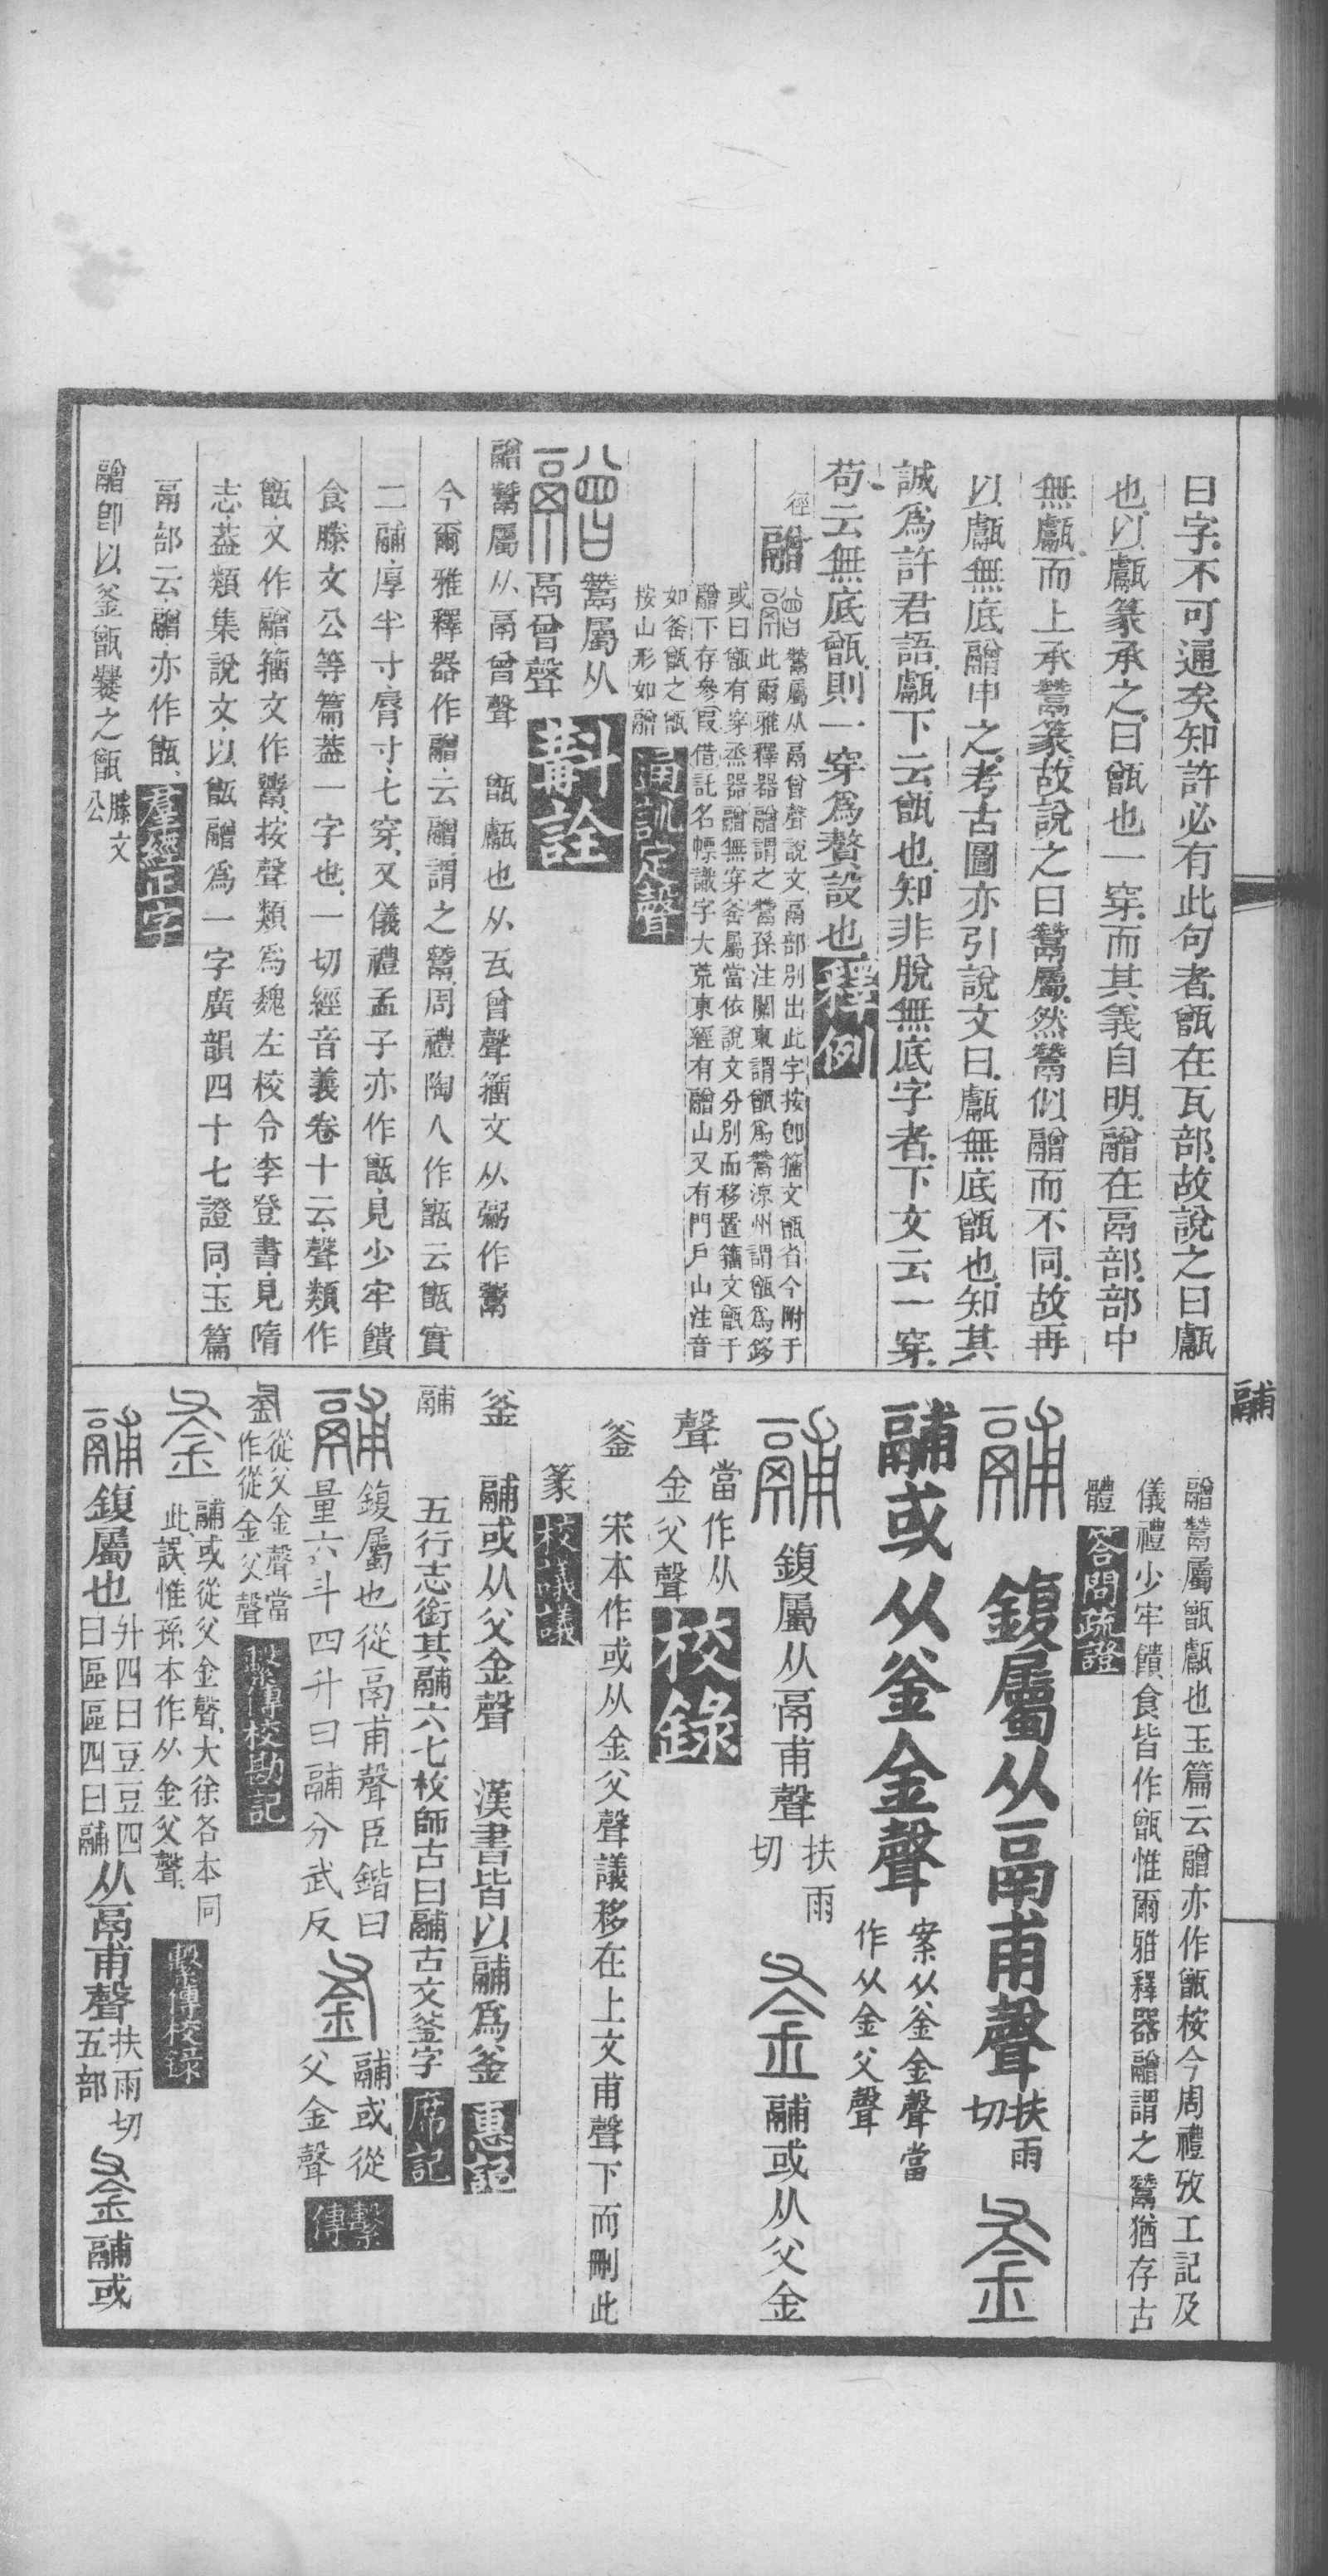 曰字不可通矣知許必有此句者甑在瓦部故說之曰甗
也以甗篆承之曰甑也一穿而其義自明䰝在鬲部部中
無甗而上承鬵篆故說之曰鬵屬然鬵似䰝而不同故再
以甗無底䰝申之考古圖亦引說文曰甗無底甑也知其
誠爲許君語甗下云甑也知非脫無底字者下文云一穿
苟云無底甑則一穿爲贅設也釋例
徑䰝鬵屬从鬲曾聲說文鬲部別出此字按卽籒文甑省今附于
此爾雅釋器䰝謂之鬵孫注關東謂甑爲鬵涼州謂甑爲鉹
或曰甑有穿烝器䰝無穿釜屬當依說文分別而移置籒文甑于
䰝下存參叚借託名幖識字大荒東經有䰝山又有門戶山注音
如釜甑之甑
按山形如䰝通訓定聲
䰝鬵屬从
鬲曾聲斠詮
䰝鬵屬从鬲曾聲 甑甗也从瓦曾聲籒文从䰜作鬵
今爾雅釋器作䰝云䰝謂之鬵周禮陶人作甑云甑實
二鬴厚半寸脣寸七穿又儀禮孟子亦作甑見少牢饋
食滕文公等篇葢一字也一切經音義卷十云聲類作
甑文作䰝籒文作鬵按聲類爲魏左校令李登書見隋
志葢類集說文以甑䰝爲一字廣韻四十七證同玉篇
鬲部云䰝亦作甑羣經正字
䰝卽以釜甑爨之甑滕文公
鬴
䰝鬵屬甑甗也玉篇云䰝亦作甑桉今周禮攷工記及
儀禮少牢饋食皆作甑惟爾雅釋器䰝謂之鬵猶存古
體答問疏證
鬴 鍑屬从鬲甫聲扶雨切 釜
鬴或从釜金聲案从釜金聲當作从金父聲
鬴鍑屬从鬲甫聲扶雨切 釜鬴或从父金
聲當作从金父聲校錄
釜 宋本作或从金父聲議移在上文甫聲下而刪此
篆校議議
釜 鬴或从父金聲 漢書皆以鬴爲釜惠記
鬴 五行志銜其鬴六七枚師古曰鬴古文釜字席記
鬴鍑屬也從鬲甫聲臣鍇曰
量六斗四升曰鬴分武反釜鬴或從
父金聲繫傳
劉從父金聲當作從金父聲繫傳校勘記
釜鬴或從父金聲大徐各本同
此誤惟孫本作从金父聲繫傳校錄
鬴鍑屬也升四曰豆豆四曰區區四曰鬴从鬲甫聲扶雨切五部釜鬴或